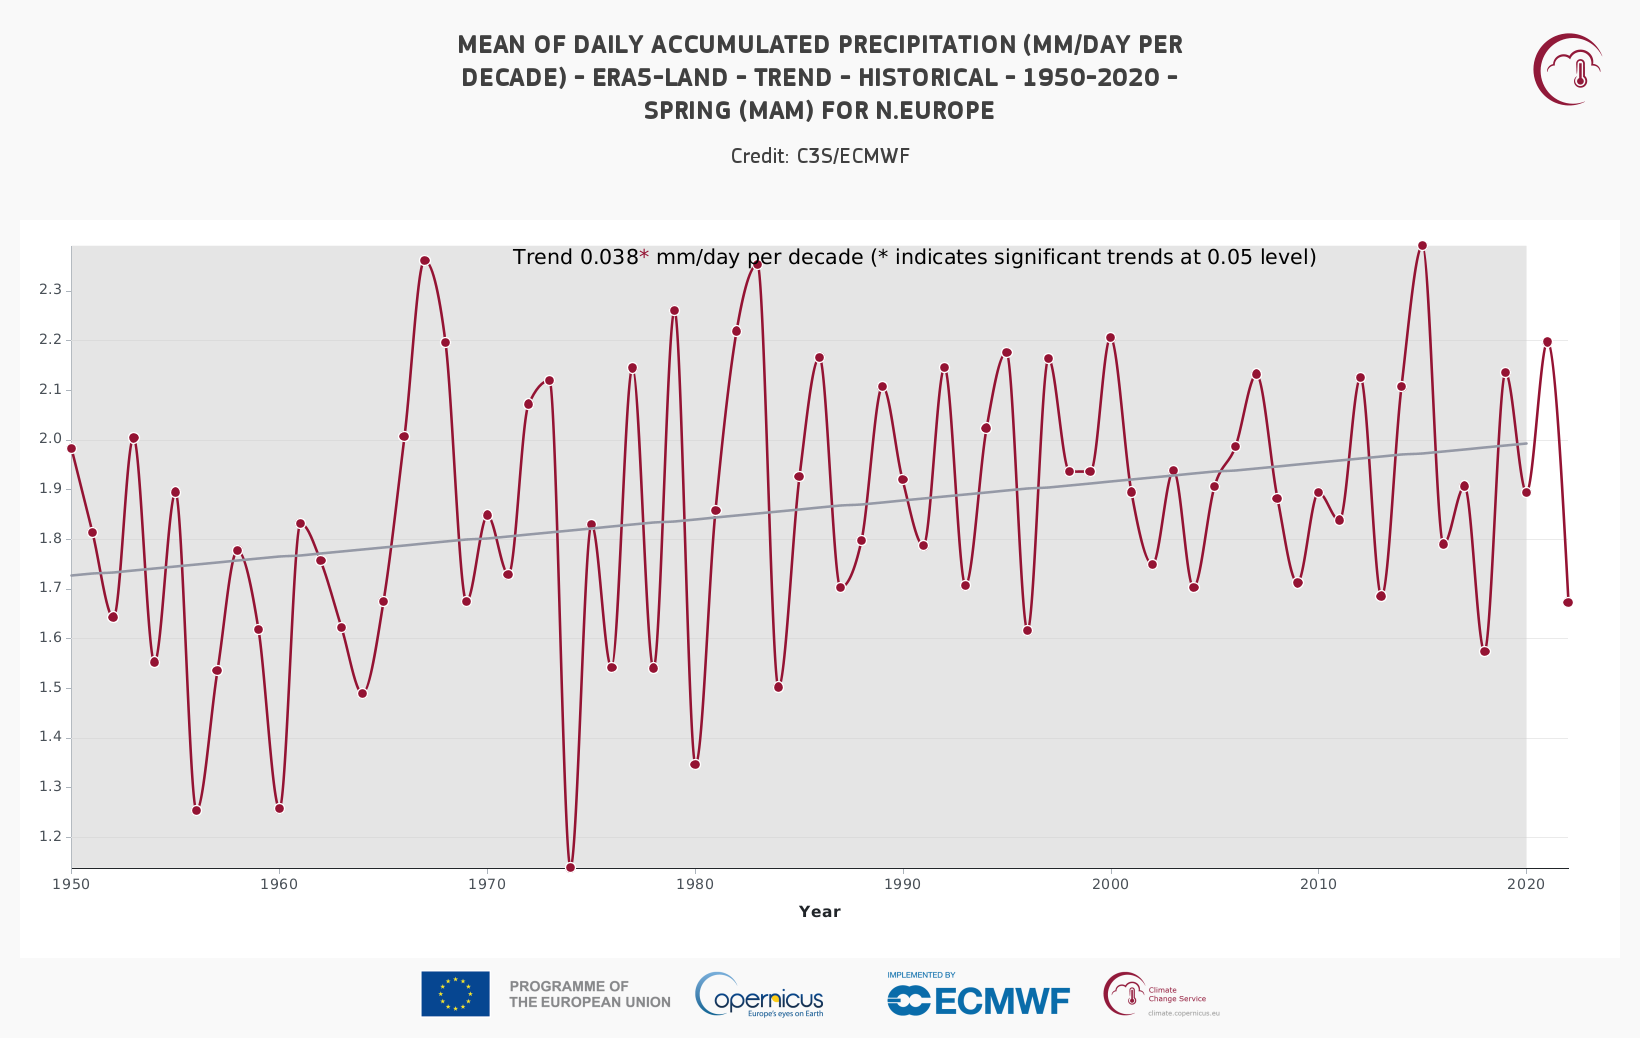 MEAN OF DAILY ACCUMULATED PRECIPITATION (MM/DAY PER
DECADE) - ERA5-LAND - TREND - HISTORICAL - 1950-2020 -
SPRING (MAM) FOR N.EUROPE
Credit: C3S/ECMWF
Trend 0.038* mm/day per decade (* indicates significant trends at 0.05 level)
2.3
2.2
2.1
2.0
1.9
1.8
1.7
1.6
1.5
1.4
1.3
1.2
1950 1960 1970 1980 1990 2000 2010 2020
Year
PROGRAMME OF
THE EUROPEAN UNION
opernicus
Europe's eyes on Earth
IMPLEMENTED BY
ECMWF
Climate
Change Service
climate.copernicus.eu